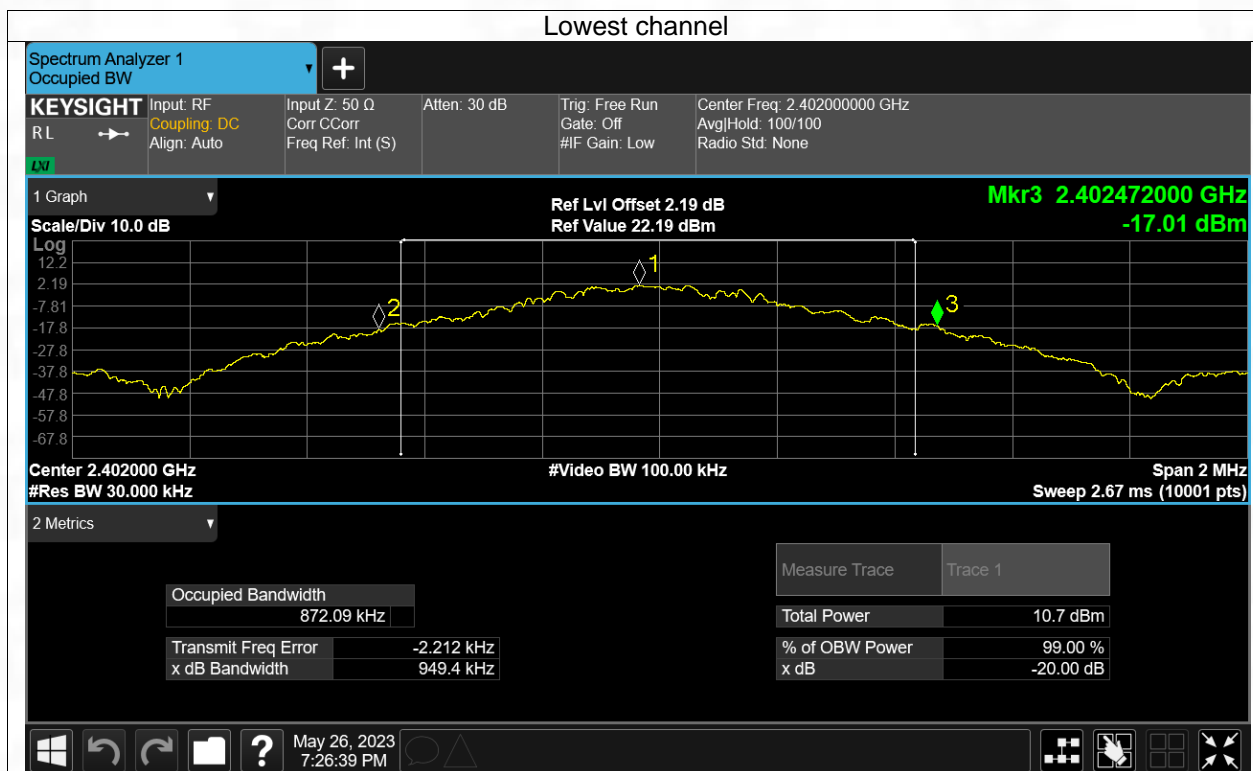 Lowest channel
Spectrum Analyzer 1
Occupied BW
KEYSIGHT
RL
LXI
Input: RF
Coupling: DC
Align: Auto
Input Z: 50 Ω
Corr CCorr
Freq Ref: Int (S)
Atten: 30 dB
Trig: Free Run
Gate: Off
#IF Gain: Low
Center Freq: 2.402000000 GHz
Avg|Hold: 100/100
Radio Std: None
1 Graph
Scale/Div 10.0 dB
Ref Lvl Offset 2.19 dB
Ref Value 22.19 dBm
Mkr3 2.402472000 GHz
-17.01 dBm
Log
12.2
2.19
-7.81
-17.8
-27.8
-37.8
-47.8
-57.8
-67.8
1
2
3
Center 2.402000 GHz
#Video BW 100.00 kHz
Span 2 MHz
#Res BW 30.000 kHz
Sweep 2.67 ms (10001 pts)
2 Metrics
Measure Trace Trace 1
Occupied Bandwidth
872.09 kHz
Total Power 10.7 dBm
Transmit Freq Error -2.212 kHz
% of OBW Power 99.00 %
x dB Bandwidth 949.4 kHz
x dB -20.00 dB
?
May 26, 2023
7:26:39 PM